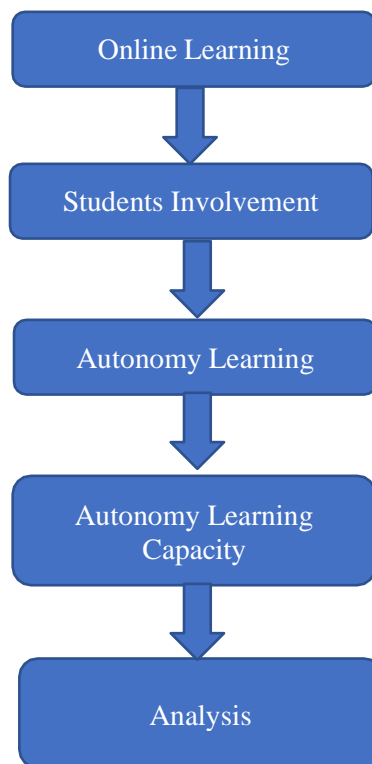 Online Learning
Students Involvement
Autonomy Learning
Autonomy Learning
Capacity
Analysis